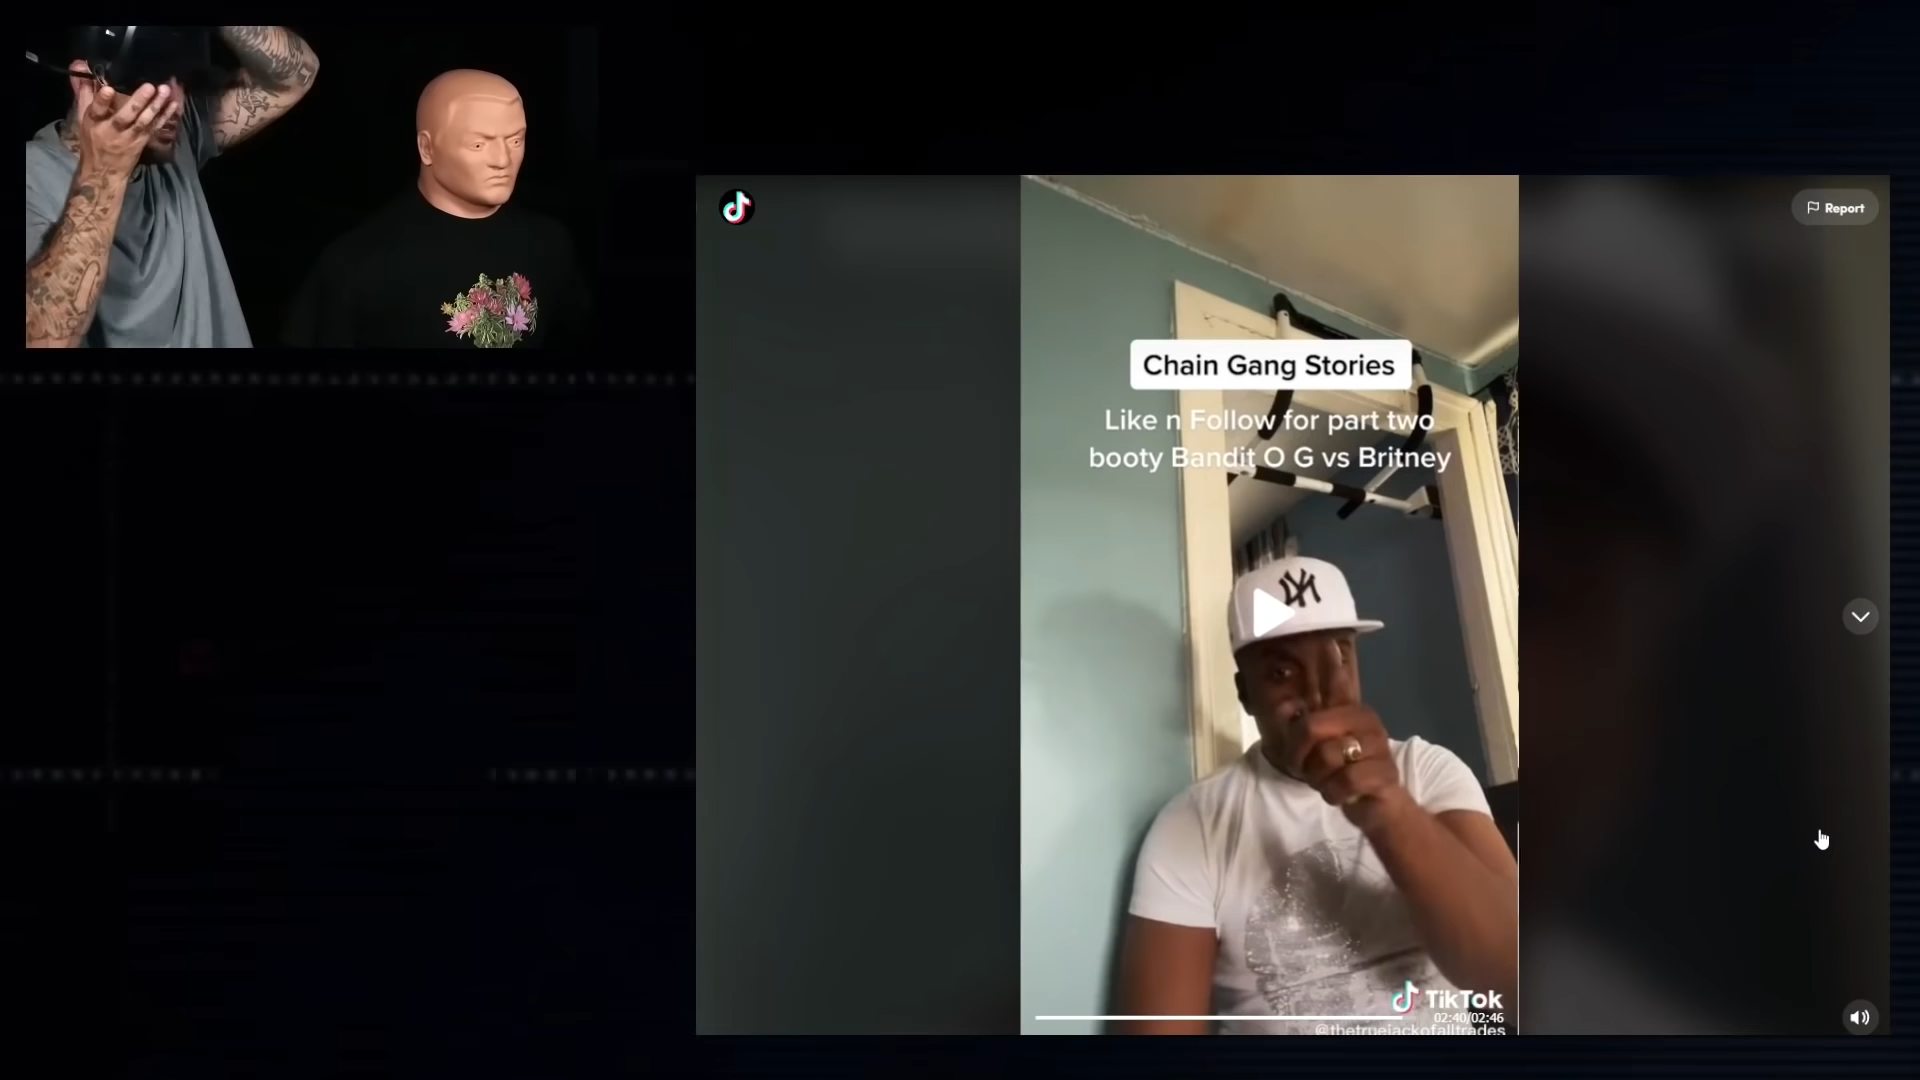 Report
Chain Gang Stories
Like n Follow for part two
booty Bandit O G vs Britney
TikTok
02:40/02:46
@thetruejackofalltrades